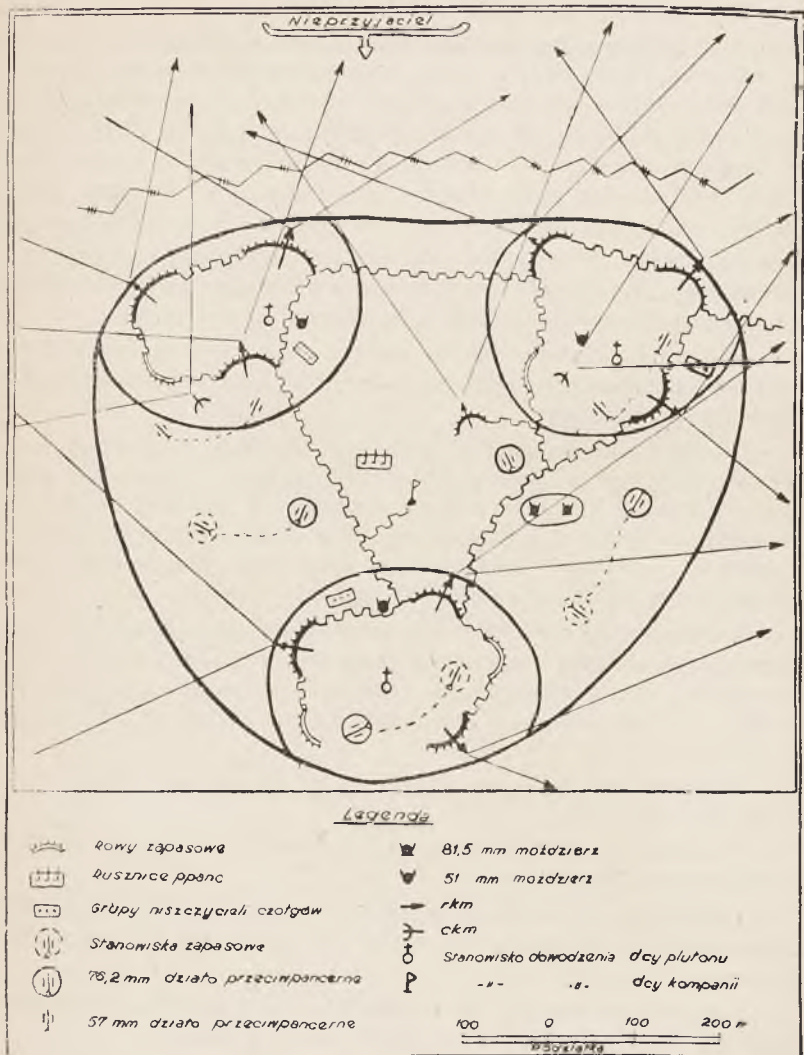 Nieprzyjaciel
Legenda
Rowy zapasowe
Rusznice ppanc
Grupy niszczycieli czołgów
Stanowiska zapasowe
76,2 mm działo przeciwpancerne
57 mm działo przeciwpancerne
81,5 mm moździerz
51 mm moździerz
rkm
ckm
Stanowisko dowodzenia dcy plutonu
-"- -"- dcy kompanii
100 0 100 200 m
Podziałka